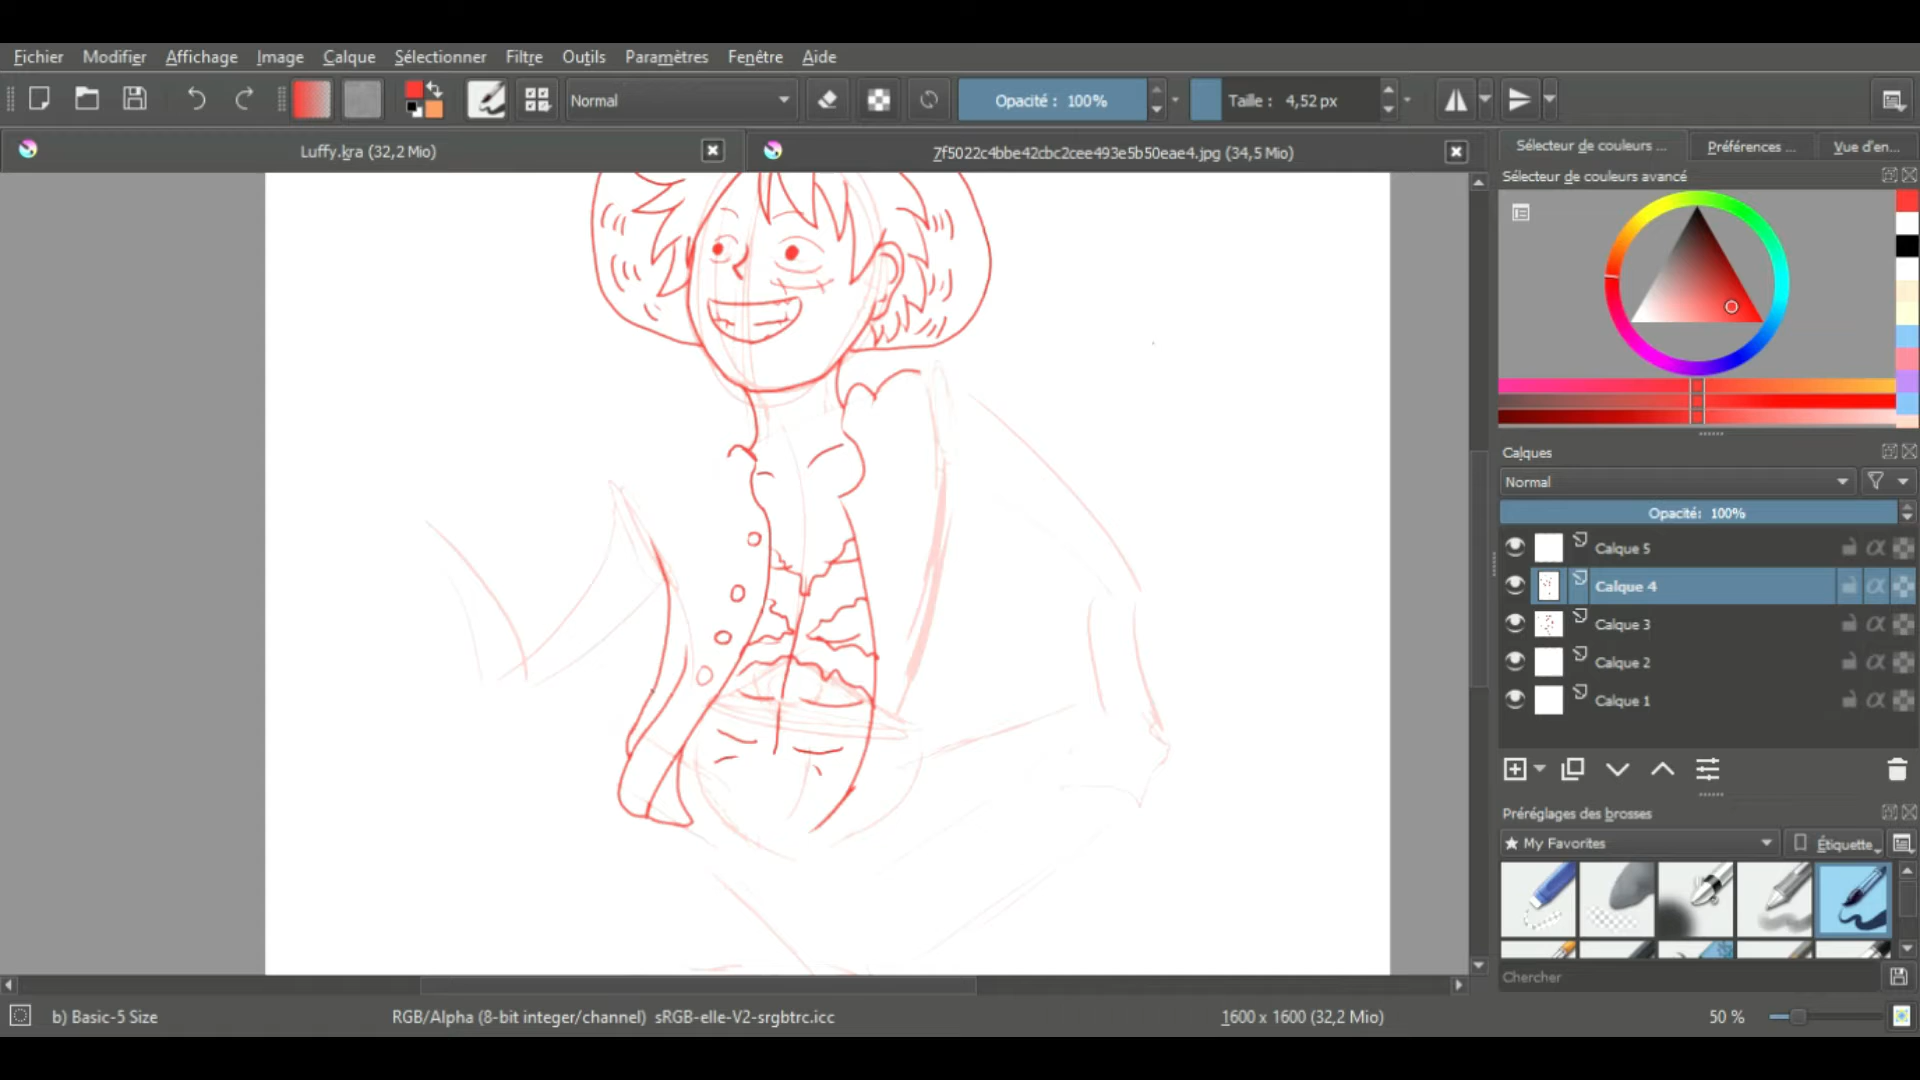 Fichier Modifier Affichage Image Calque Sélectionner Filtre Outils Paramètres Fenêtre Aide
Normal Opacité : 100% Taille : 4,52 px
Luffy.kra (32,2 Mio) 7f5022c4bbe42cbc2cee493e5b50eae4.jpg (34,5 Mio)
Sélecteur de couleurs ... Préférences ... Vue d'en...
Sélecteur de couleurs avancé
Calques
Normal
Opacité: 100%
Calque 5
Calque 4
Calque 3
Calque 2
Calque 1
Préréglages des brosses
★ My Favorites Étiquette
Chercher
b) Basic-5 Size RGB/Alpha (8-bit integer/channel) sRGB-elle-V2-srgbtrc.icc 1600 x 1600 (32,2 Mio) 50 %